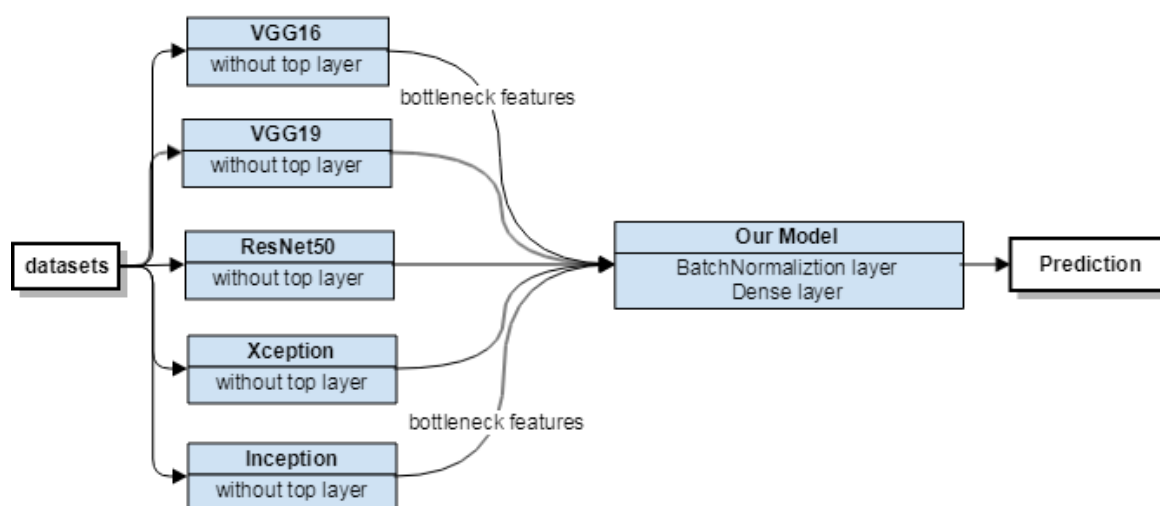 VGG16
without top layer
bottleneck features
VGG19
without top layer
datasets
ResNet50
without top layer
Our Model
BatchNormaliztion layer
Dense layer
Prediction
Xception
without top layer
bottleneck features
Inception
without top layer